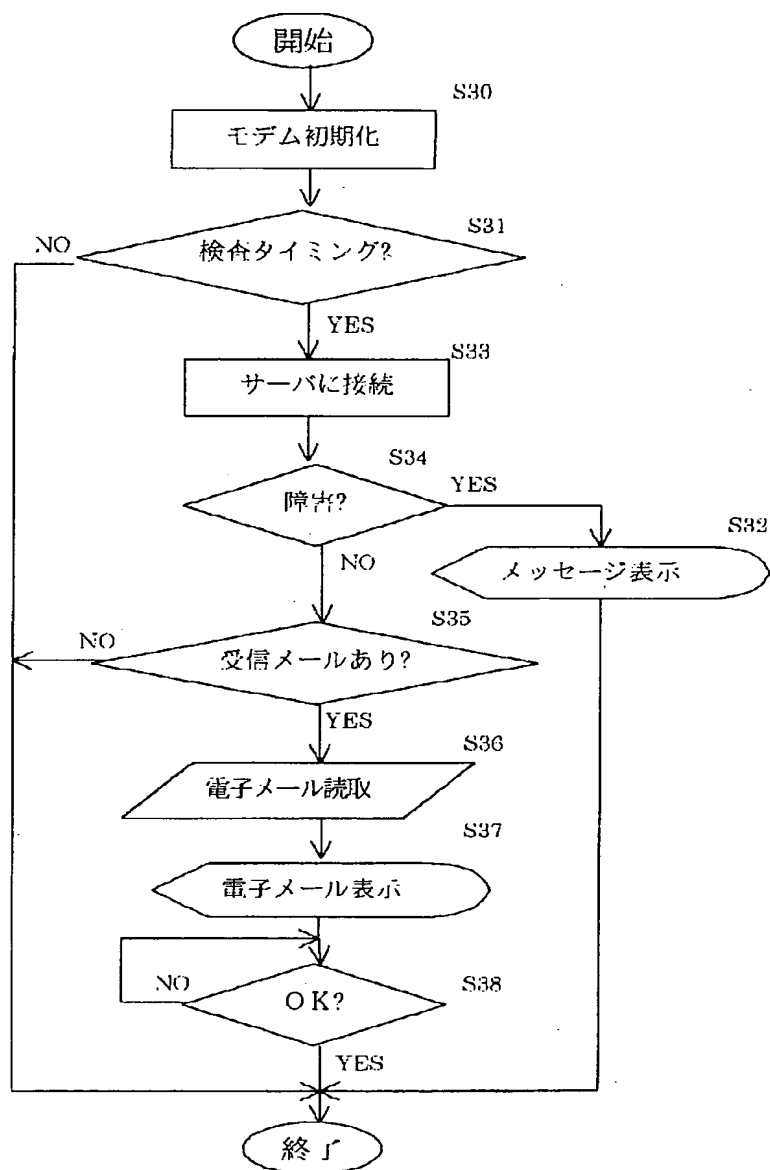 開始
S30
モデム初期化
S31
NO
検査タイミング?
YES
S33
サーバに接続
S34
障害?
YES
S32
メッセージ表示
NO
S35
NO
受信メールあり?
YES
S36
電子メール読取
S37
電子メール表示
NO
S38
OK?
YES
終了